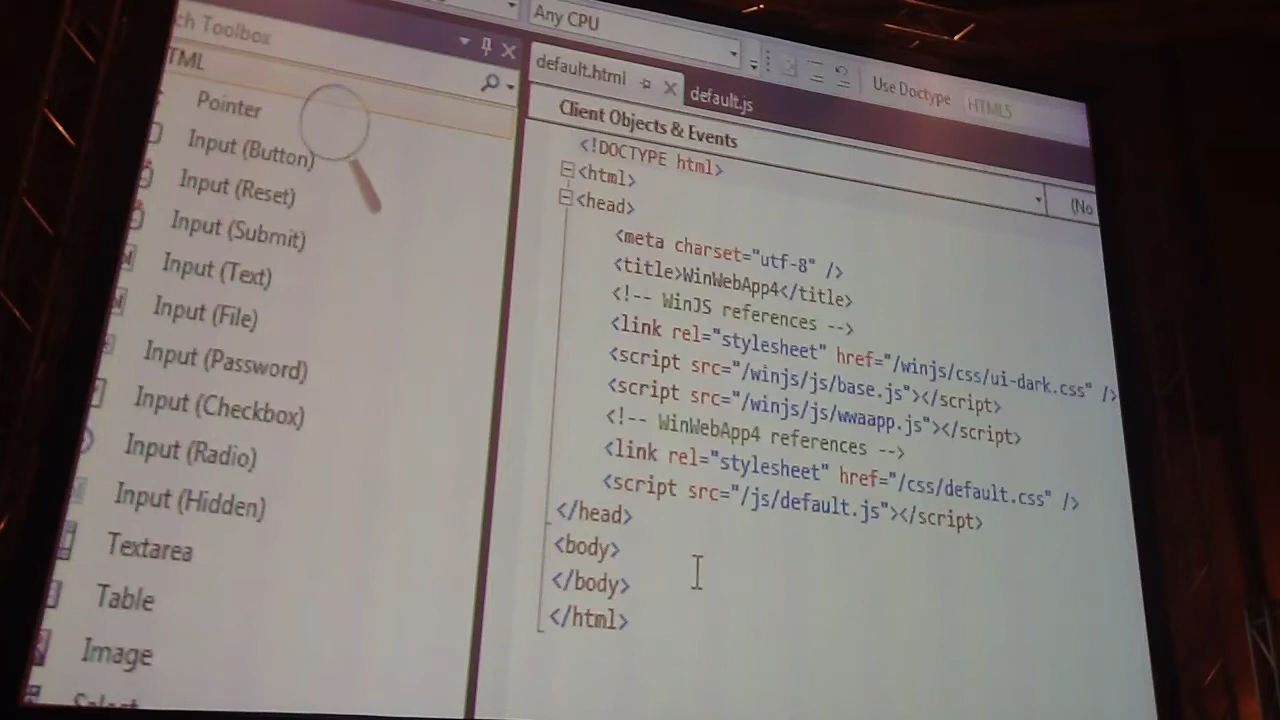 Any CPU
Use Doctype HTML5
Toolbox
default.html
default.js
Pointer
Input (Button)
Input (Reset)
Input (Submit)
Input (Text)
Input (File)
Input (Password)
Input (Checkbox)
Input (Radio)
Input (Hidden)
Textarea
Table
Image
Client Objects & Events
(No
<!DOCTYPE html>
<html>
<head>
<meta charset="utf-8" />
<title>WinWebApp4</title>
<!-- WinJS references -->
<link rel="stylesheet" href="/winjs/css/ui-dark.css" />
<script src="/winjs/js/base.js"></script>
<script src="/winjs/js/wwaapp.js"></script>
<!-- WinWebApp4 references -->
<link rel="stylesheet" href="/css/default.css" />
<script src="/js/default.js"></script>
</head>
<body>
</body>
</html>